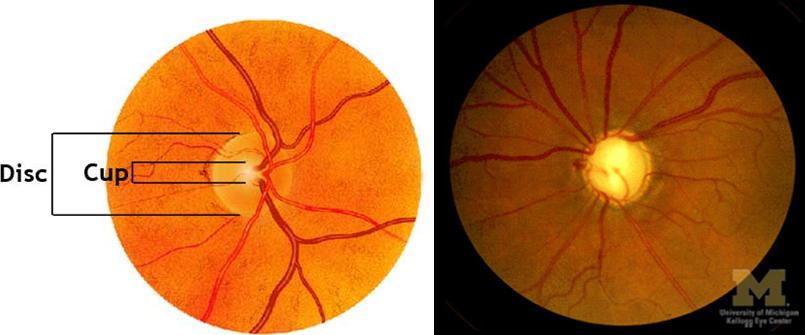 Disc
Cup
M
University of Michigan
Kellogg Eye Center